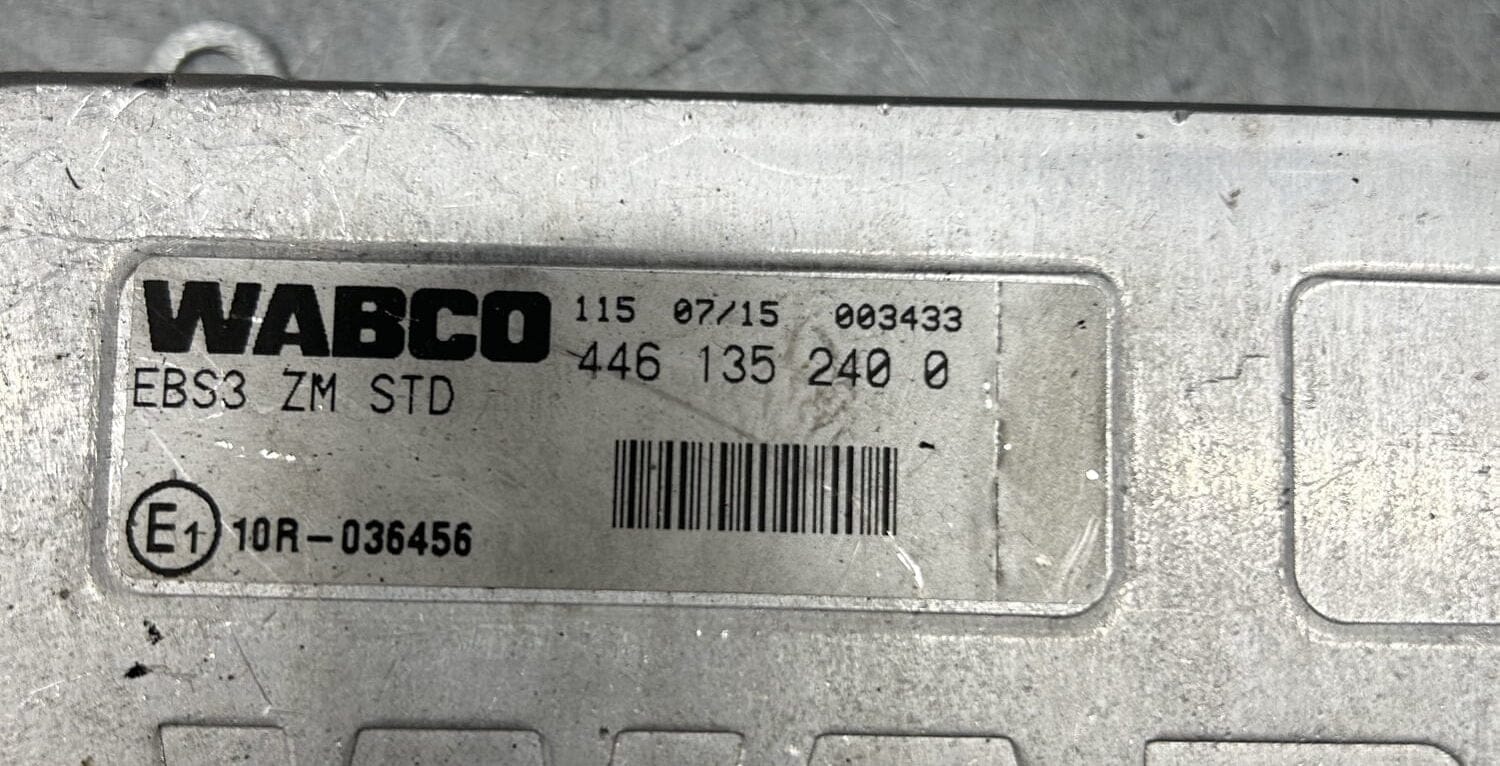 WABCO 115 07/15 003433
446 135 240 0
EBS3 ZM STD
E1 10R-036456